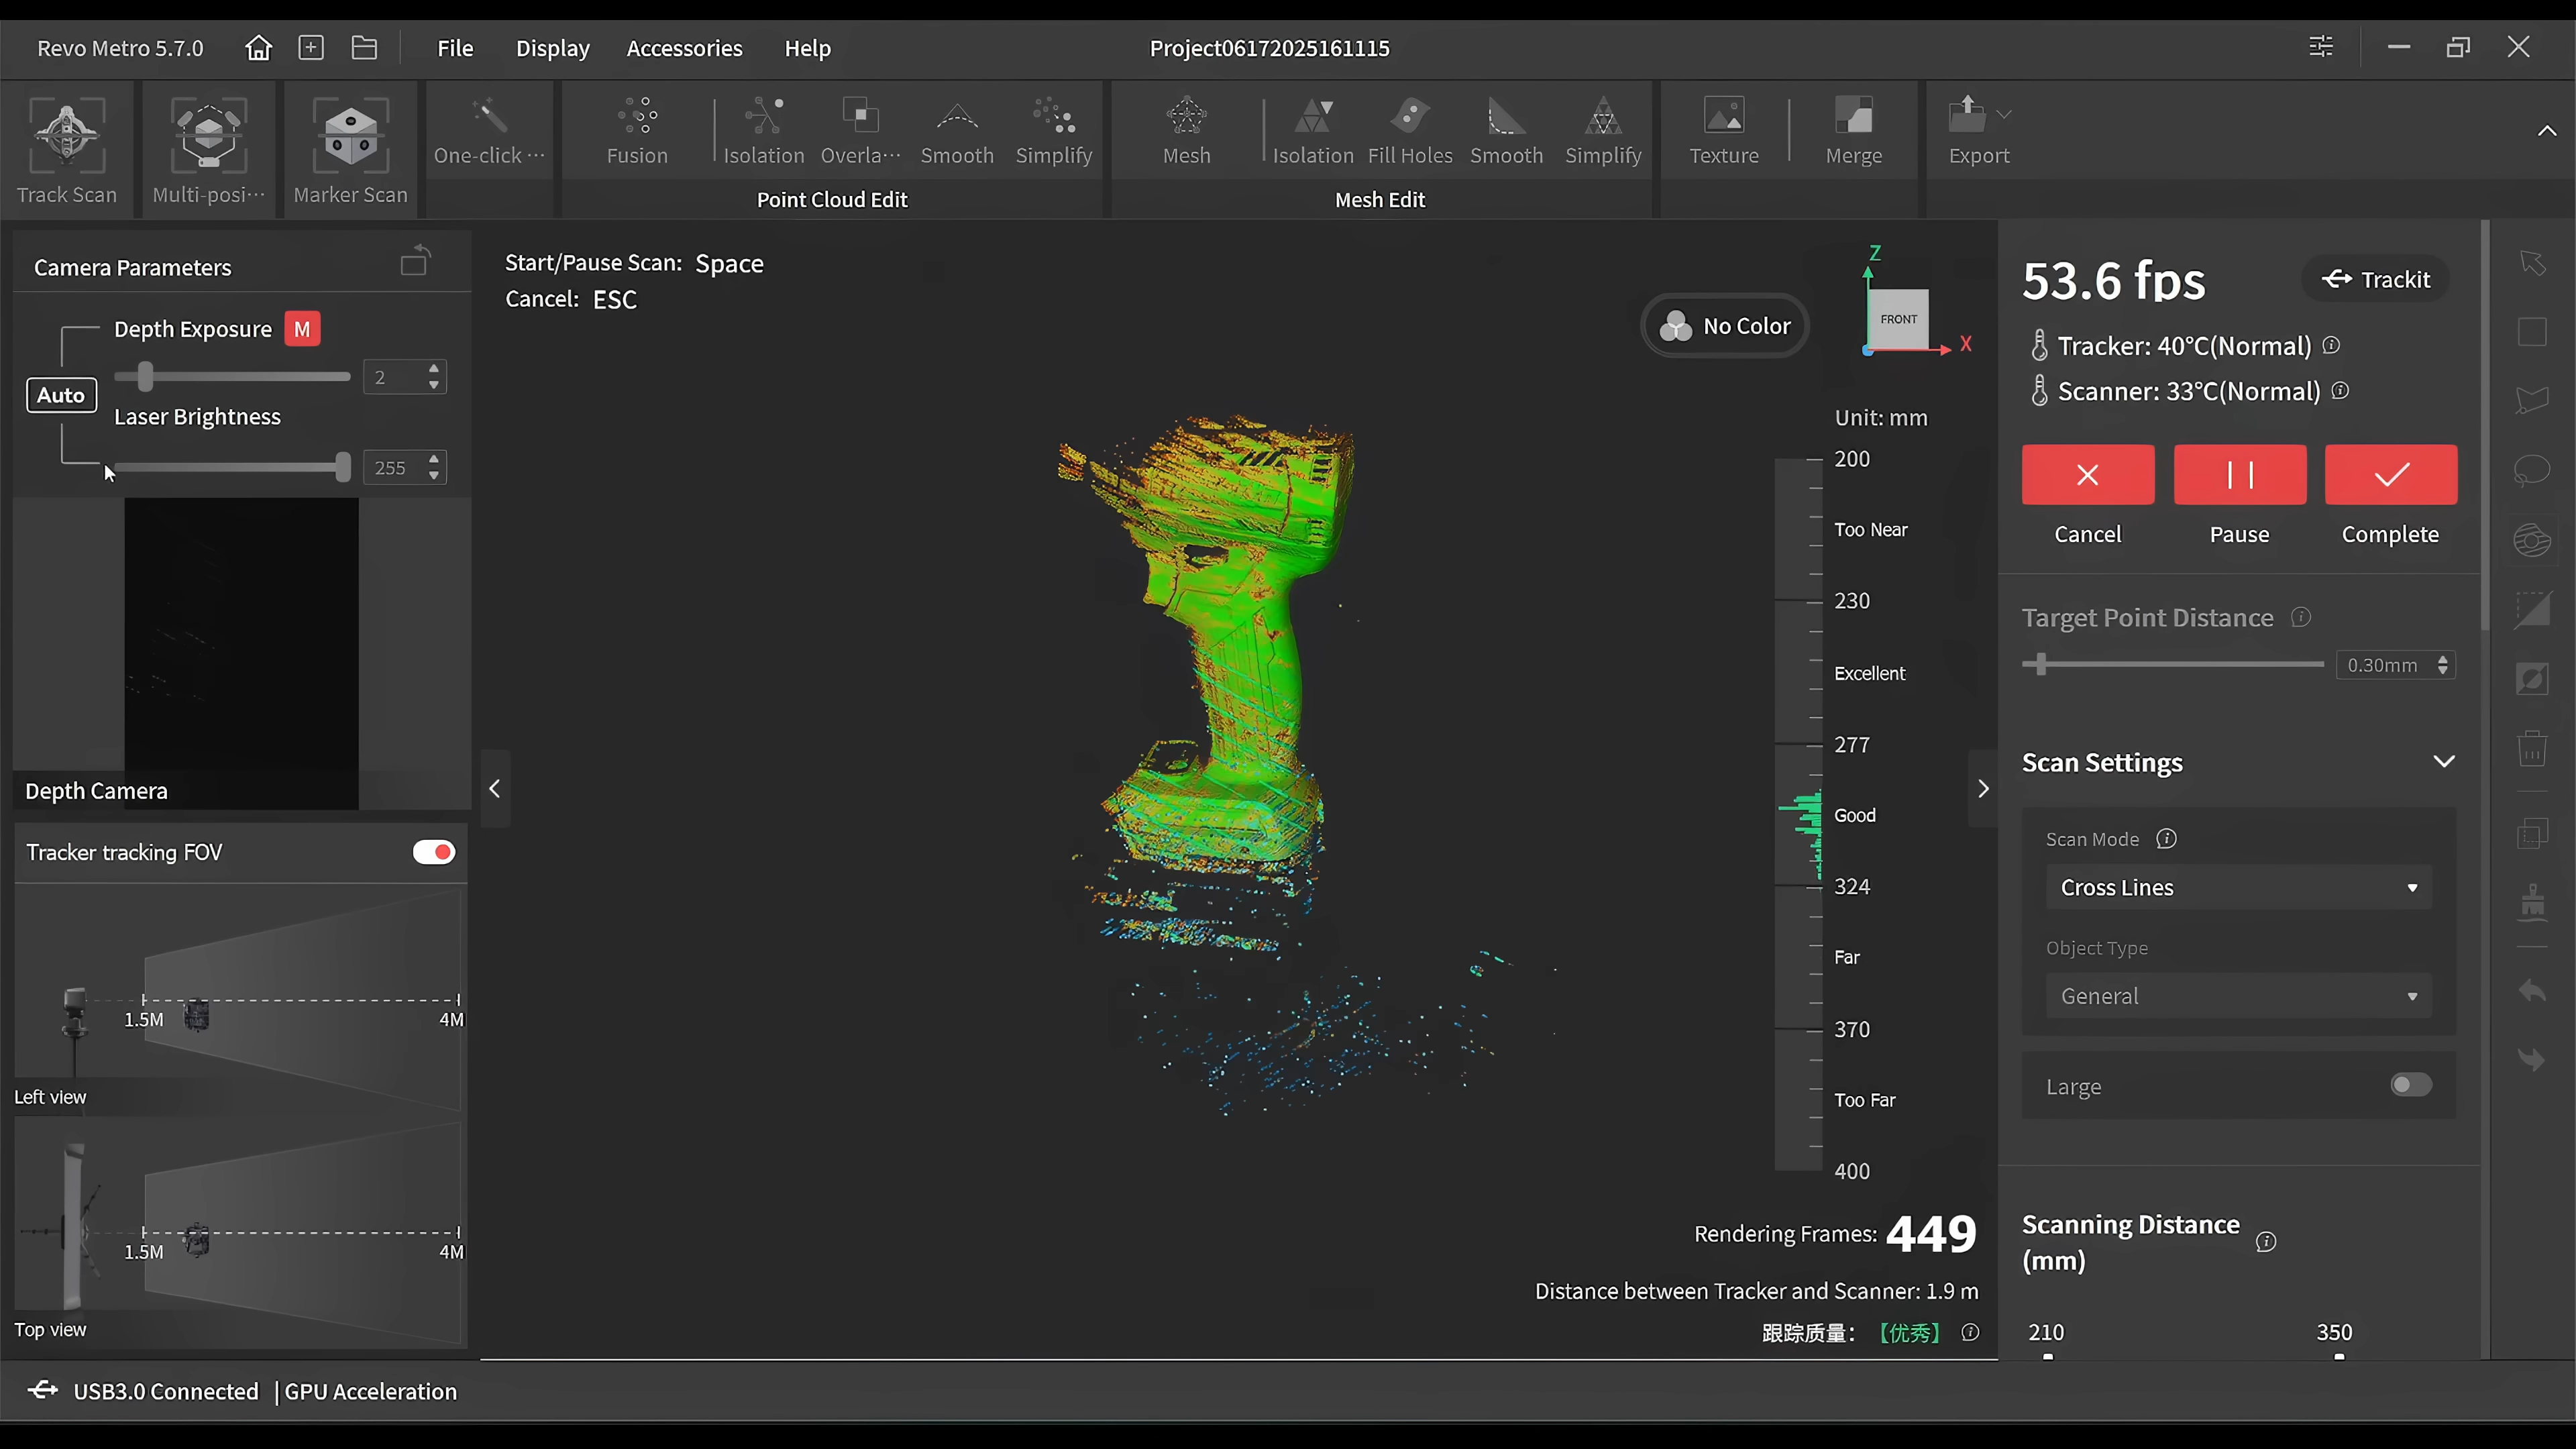 Revo Metro 5.7.0
File
Display
Accessories
Help
Project06172025161115
Track Scan
Multi-posi···
Marker Scan
One-click ···
Fusion
Isolation
Overla···
Smooth
Simplify
Point Cloud Edit
Mesh
Isolation
Fill Holes
Smooth
Simplify
Mesh Edit
Texture
Merge
Export
Camera Parameters
Depth Exposure M
2
Auto
Laser Brightness
255
Depth Camera
Tracker tracking FOV
1.5M
4M
Left view
1.5M
4M
Top view
Start/Pause Scan: Space
Cancel: ESC
No Color
Z
FRONT
X
Unit: mm
200
Too Near
230
Excellent
277
Good
324
Far
370
Too Far
400
Rendering Frames: 449
Distance between Tracker and Scanner: 1.9 m
跟踪质量：【优秀】
53.6 fps
Trackit
Tracker: 40℃(Normal)
Scanner: 33℃(Normal)
Cancel
Pause
Complete
Target Point Distance
0.30mm
Scan Settings
Scan Mode
Cross Lines
Object Type
General
Large
Scanning Distance
(mm)
210
350
USB3.0 Connected | GPU Acceleration